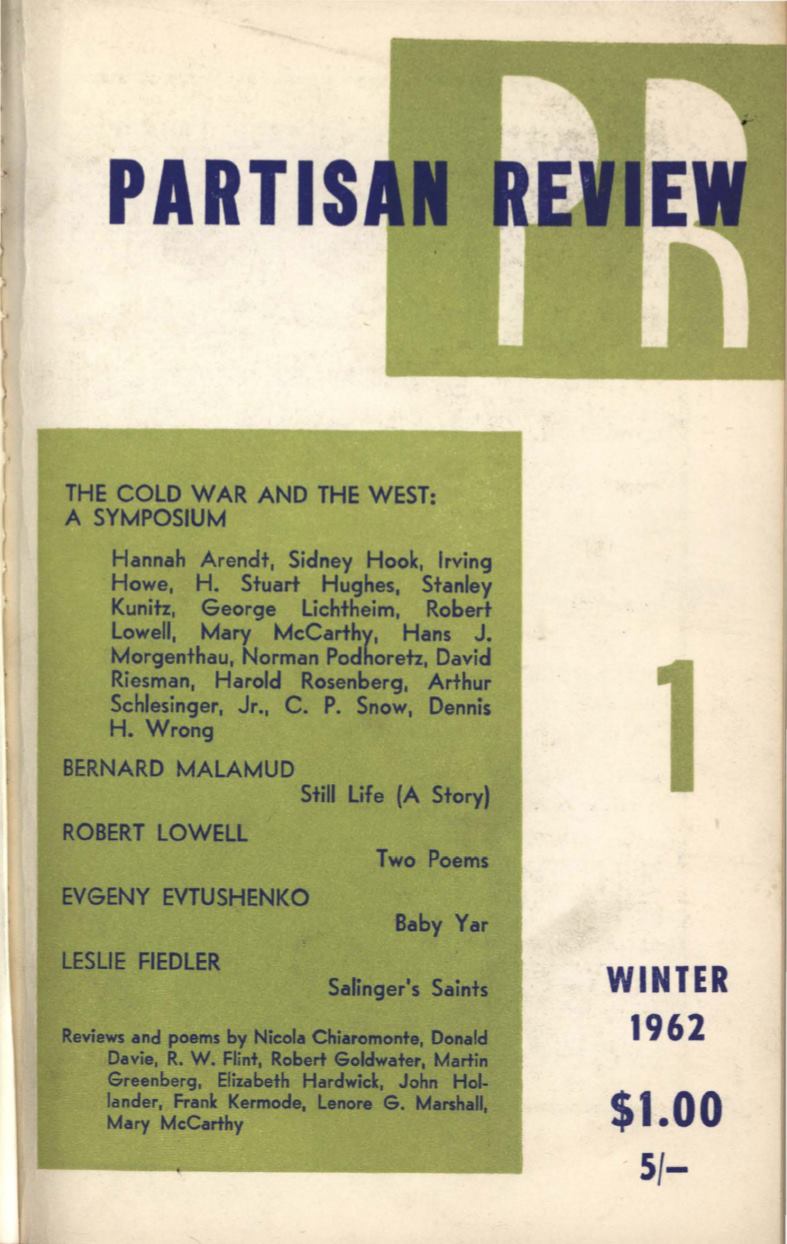 PR
PARTISAN REVIEW
THE COLD WAR AND THE WEST:
A SYMPOSIUM
Hannah Arendt, Sidney Hook, Irving
Howe, H. Stuart Hughes, Stanley
Kunitz, George Lichtheim, Robert
Lowell, Mary McCarthy, Hans J.
Morgenthau, Norman Podhoretz, David
Riesman, Harold Rosenberg, Arthur
Schlesinger, Jr., C. P. Snow, Dennis
H. Wrong
BERNARD MALAMUD
Still Life (A Story)
ROBERT LOWELL
Two Poems
EVGENY EVTUSHENKO
Baby Yar
LESLIE FIEDLER
Salinger's Saints
Reviews and poems by Nicola Chiaromonte, Donald
Davie, R. W. Flint, Robert Goldwater, Martin
Greenberg, Elizabeth Hardwick, John Hol-
lander, Frank Kermode, Lenore G. Marshall,
Mary McCarthy
1
WINTER
1962
$1.00
5/–